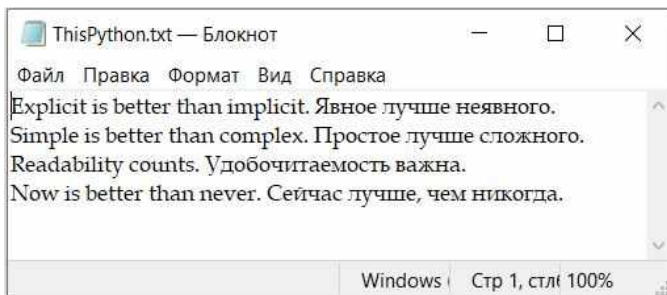 ThisPython.txt — Блокнот
Файл Правка Формат Вид Справка
Explicit is better than implicit. Явное лучше неявного.
Simple is better than complex. Простое лучше сложного.
Readability counts. Удобочитаемость важна.
Now is better than never. Сейчас лучше, чем никогда.
Windows ( Стр 1, стлб 100%